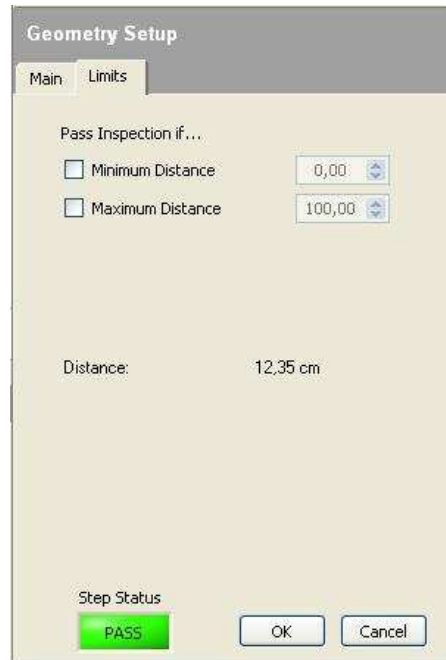 Geometry Setup
Main Limits
Pass Inspection if...
Minimum Distance 0,00
Maximum Distance 100,00
Distance: 12,35 cm
Step Status
PASS OK Cancel